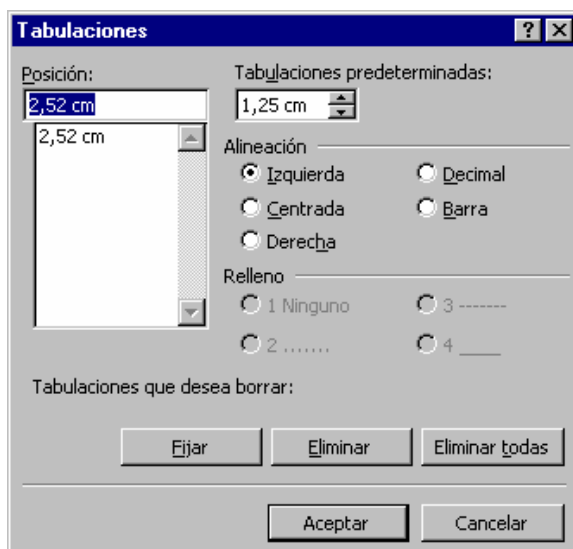 Tabulaciones
Posición:
2,52 cm
2,52 cm
Tabulaciones predeterminadas:
1,25 cm
Alineación
Izquierda
Decimal
Centrada
Barra
Derecha
Relleno
1 Ninguno
3 -------
2 .......
4 ____
Tabulaciones que desea borrar:
Fijar
Eliminar
Eliminar todas
Aceptar
Cancelar